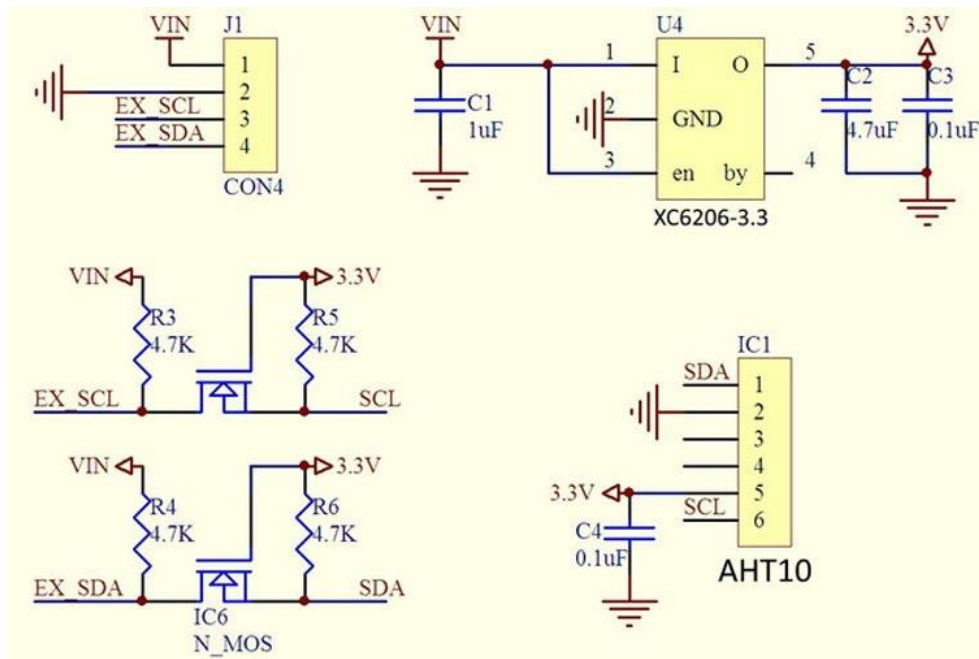 VIN
J1
1
2
EX_SCL
3
EX_SDA
4
CON4
VIN
U4
3.3V
1
I
O
5
C1
1uF
2
GND
3
en
by
4
C2
4.7uF
C3
0.1uF
XC6206-3.3
VIN
3.3V
R3
4.7K
R5
4.7K
EX_SCL
SCL
VIN
3.3V
R4
4.7K
R6
4.7K
EX_SDA
SDA
IC6
N_MOS
IC1
SDA
1
2
3
4
3.3V
5
SCL
6
C4
0.1uF
AHT10